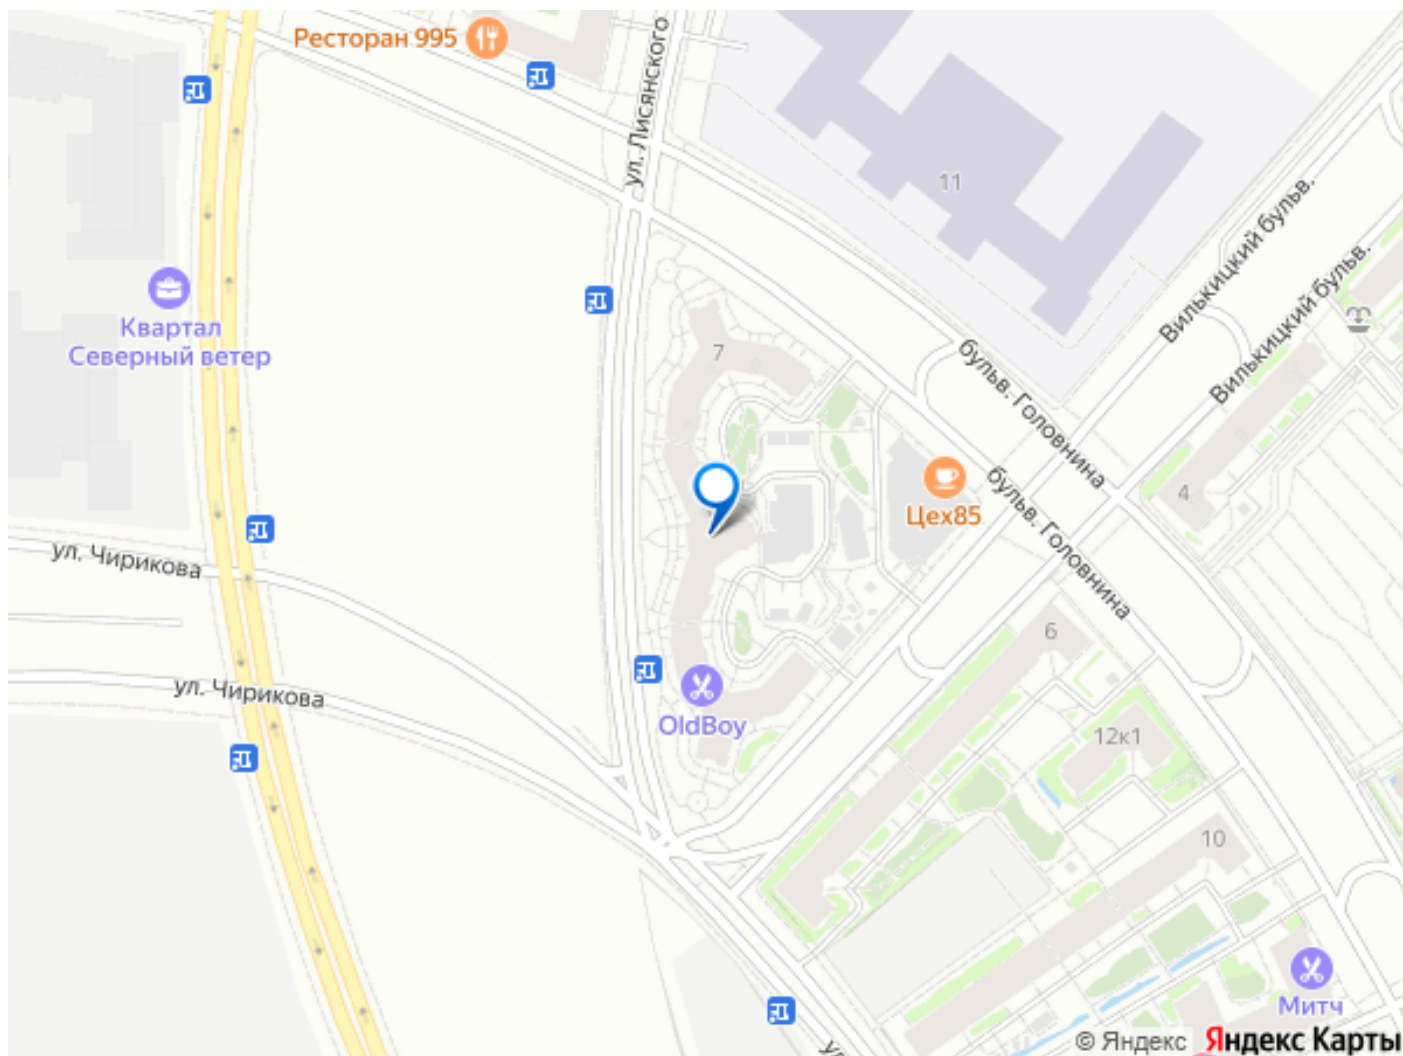 Ресторан 995
ул. Лисянского
11
Вилькицкий бульв.
Вилькицкий бульв.
Квартал
Северный ветер
7
бульв. Головнина
бульв. Головнина
4
Цех85
ул. Чирикова
ул. Чирикова
6
OldBoy
12к1
10
Митч
ул
© Яндекс Яндекс Карты